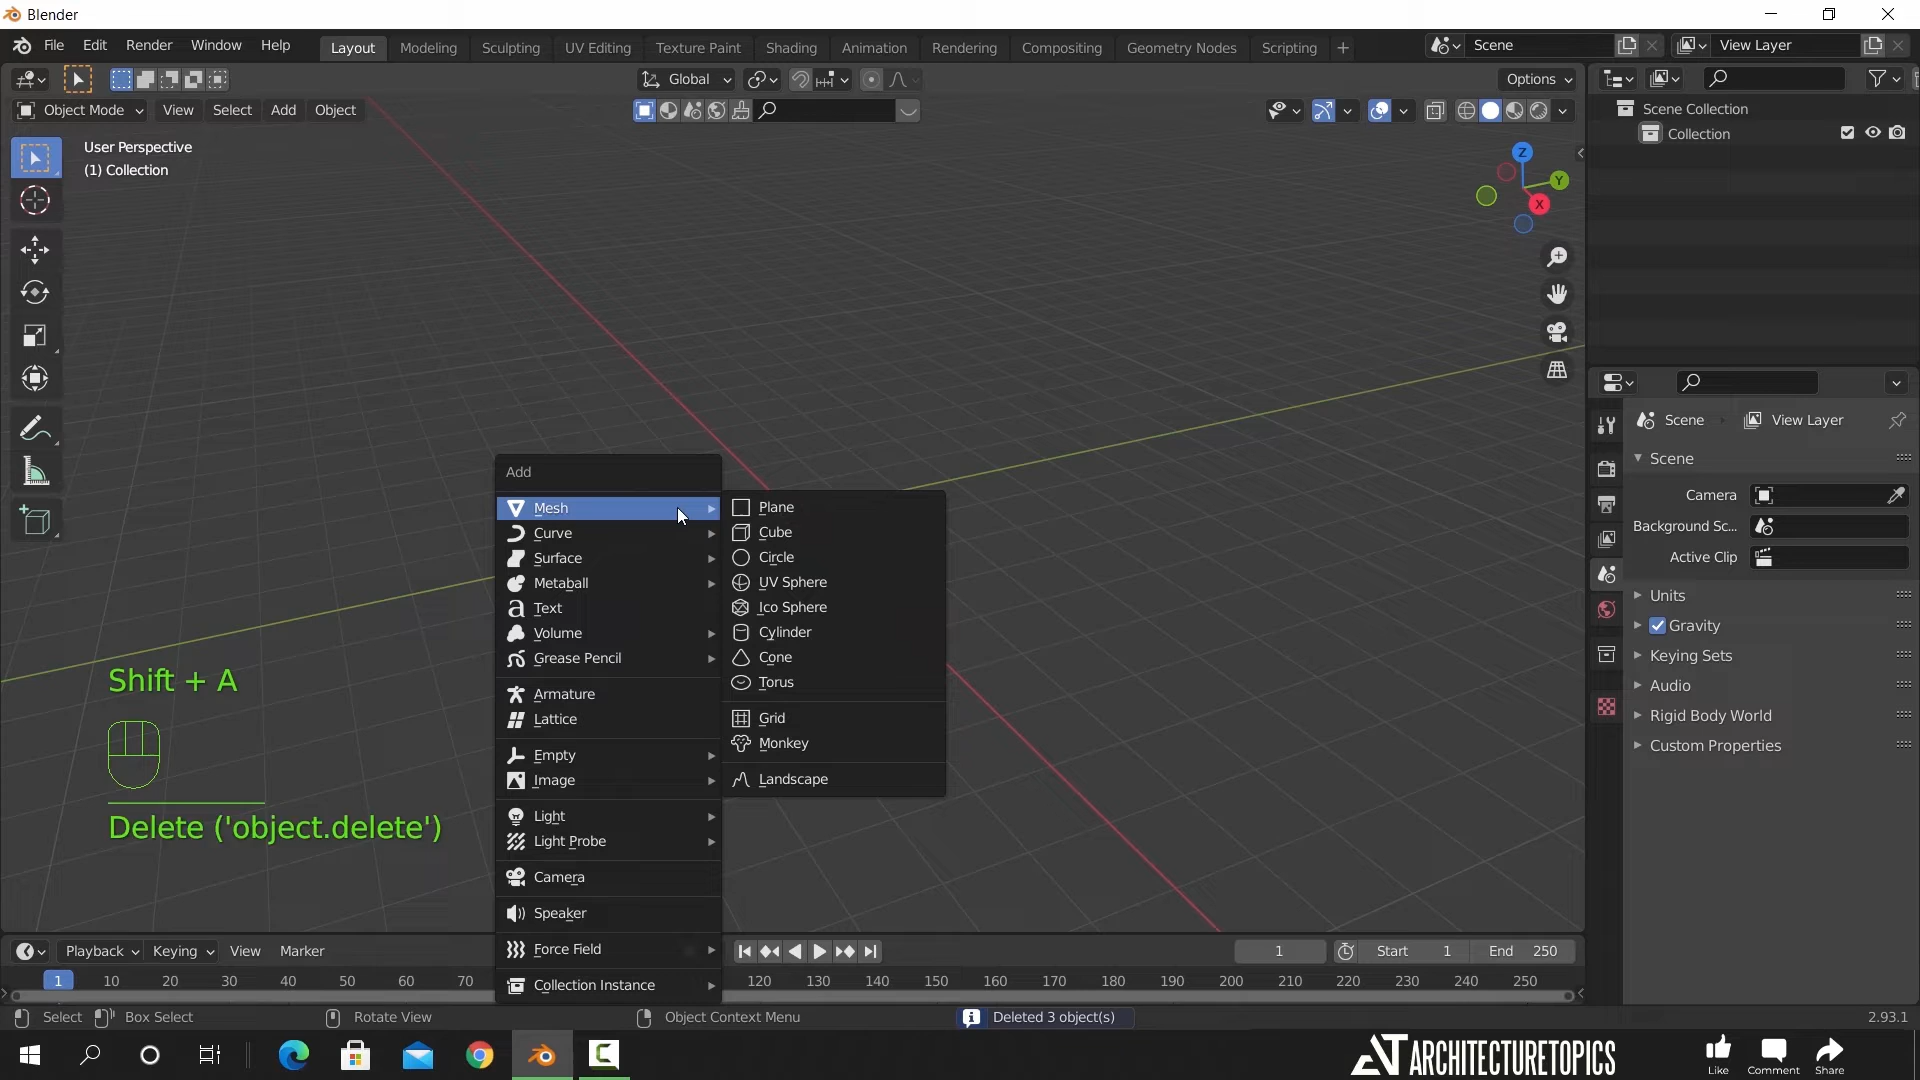 Blender
File Edit Render Window Help Layout Modeling Sculpting UV Editing Texture Paint Shading Animation Rendering Compositing Geometry Nodes Scripting + Scene View Layer
Global Options
Object Mode View Select Add Object
User Perspective
(1) Collection
Z
Y
X
Scene Collection
Collection
Scene View Layer
Scene
Camera
Background Sc...
Active Clip
Units
Gravity
Keying Sets
Audio
Rigid Body World
Custom Properties
Add
Mesh
Curve
Surface
Metaball
Text
Volume
Grease Pencil
Armature
Lattice
Empty
Image
Light
Light Probe
Camera
Speaker
Force Field
Collection Instance
Plane
Cube
Circle
UV Sphere
Ico Sphere
Cylinder
Cone
Torus
Grid
Monkey
Landscape
Shift + A
Delete ('object.delete')
Playback Keying View Marker 1 Start 1 End 250
1 10 20 30 40 50 60 70 120 130 140 150 160 170 180 190 200 210 220 230 240 250
Select Box Select Rotate View Object Context Menu Deleted 3 object(s) 2.93.1
ARCHITECTURETOPICS
Like Comment Share